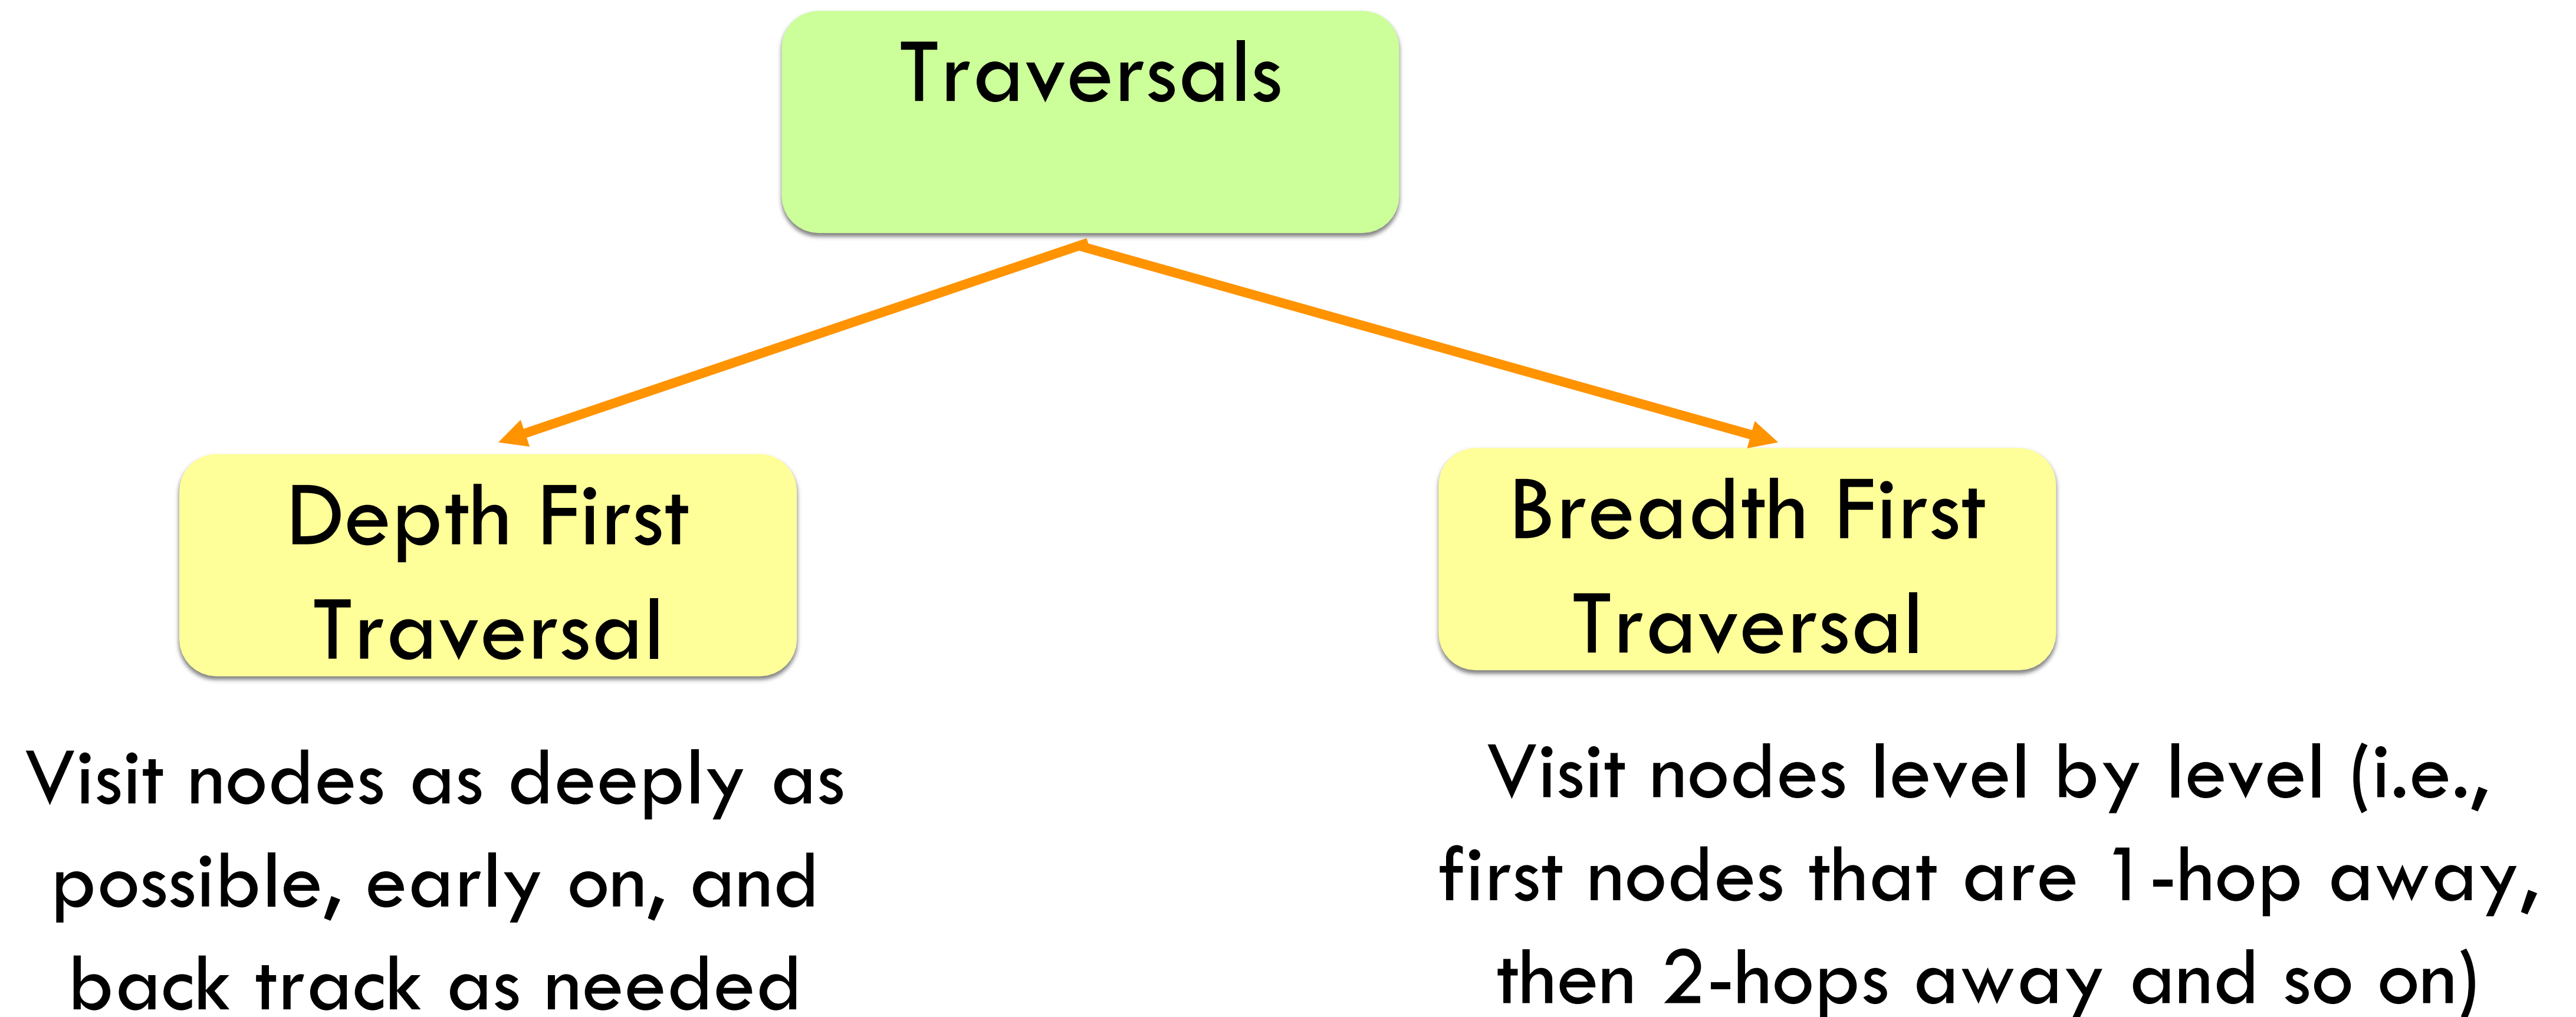 Traversals
Depth First
Traversal
Visit nodes as deeply as
possible, early on, and
back track as needed
Breadth First
Traversal
Visit nodes level by level (i.e.,
first nodes that are 1-hop away,
then 2-hops away and so on)